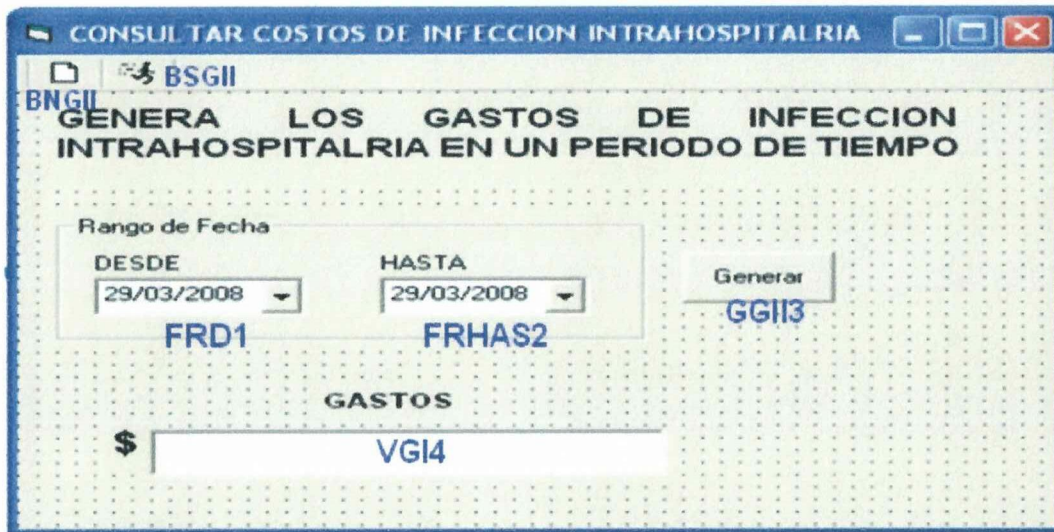 CONSULTAR COSTOS DE INFECCION INTRAHOSPITALRIA
BSGII
BNGII
GENERA LOS GASTOS DE INFECCION
INTRAHOSPITALRIA EN UN PERIODO DE TIEMPO
Rango de Fecha
DESDE HASTA
29/03/2008 29/03/2008 Generar
FRD1 FRHAS2 GGII3
GASTOS
$ VGI4